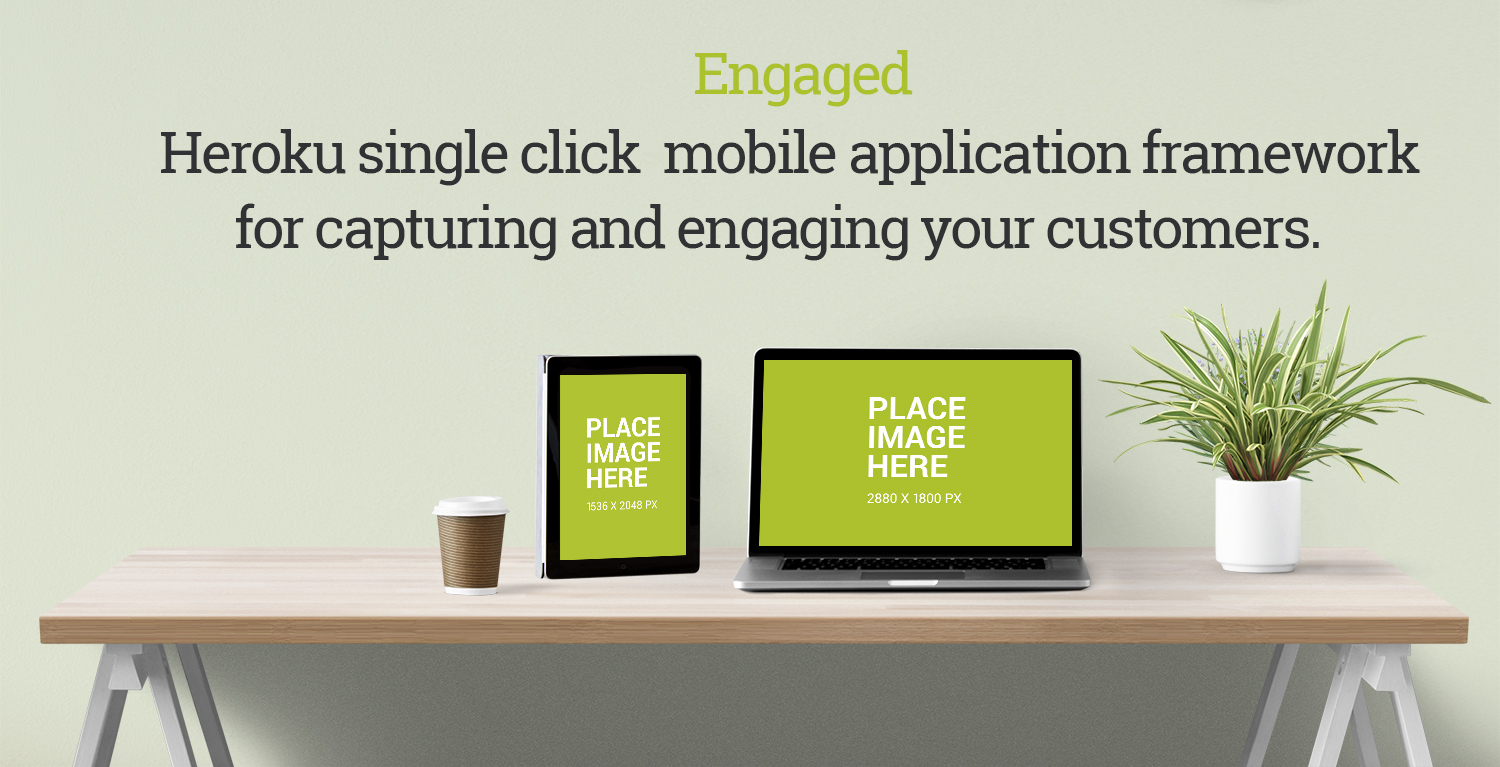 Engaged
Heroku single click  mobile application framework
for capturing and engaging your customers.
PLACE
IMAGE
HERE
1536 X 2048 PX
PLACE
IMAGE
HERE
2880 X 1800 PX